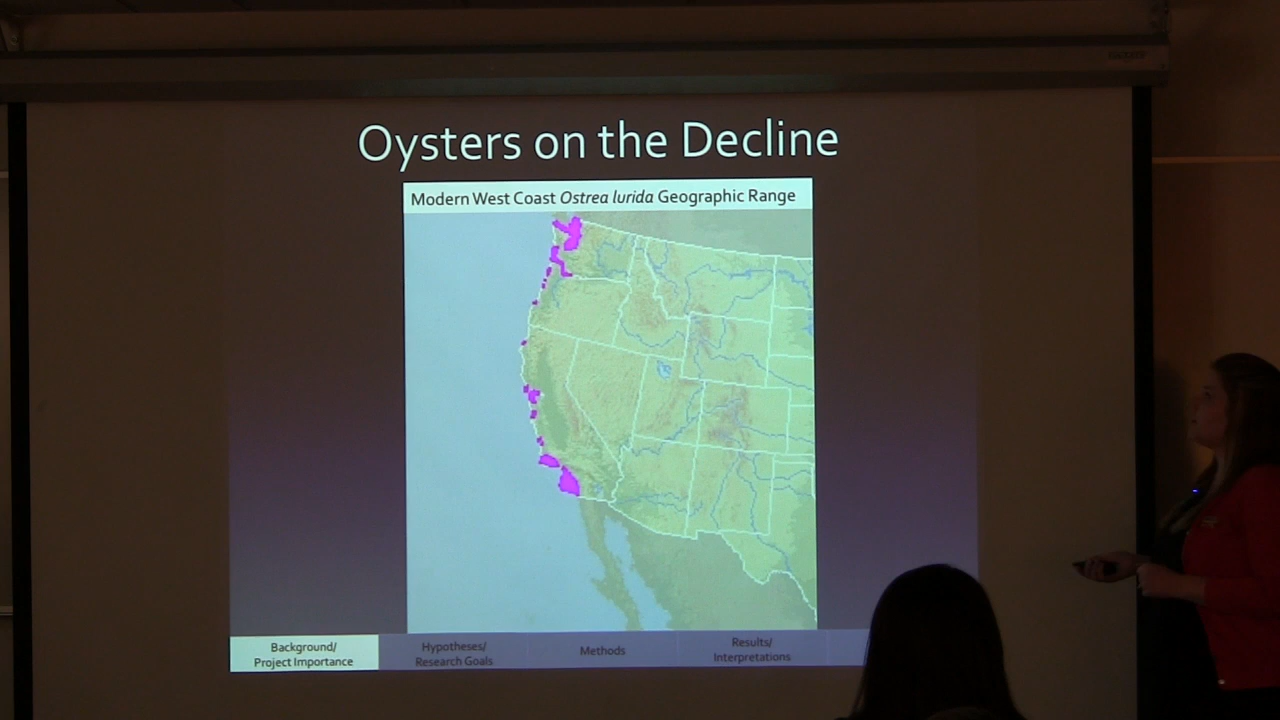 Oysters on the Decline
Modern West Coast Ostrea lurida Geographic Range
Background/
Project Importance
Hypotheses/
Research Goals
Methods
Results/
Interpretations